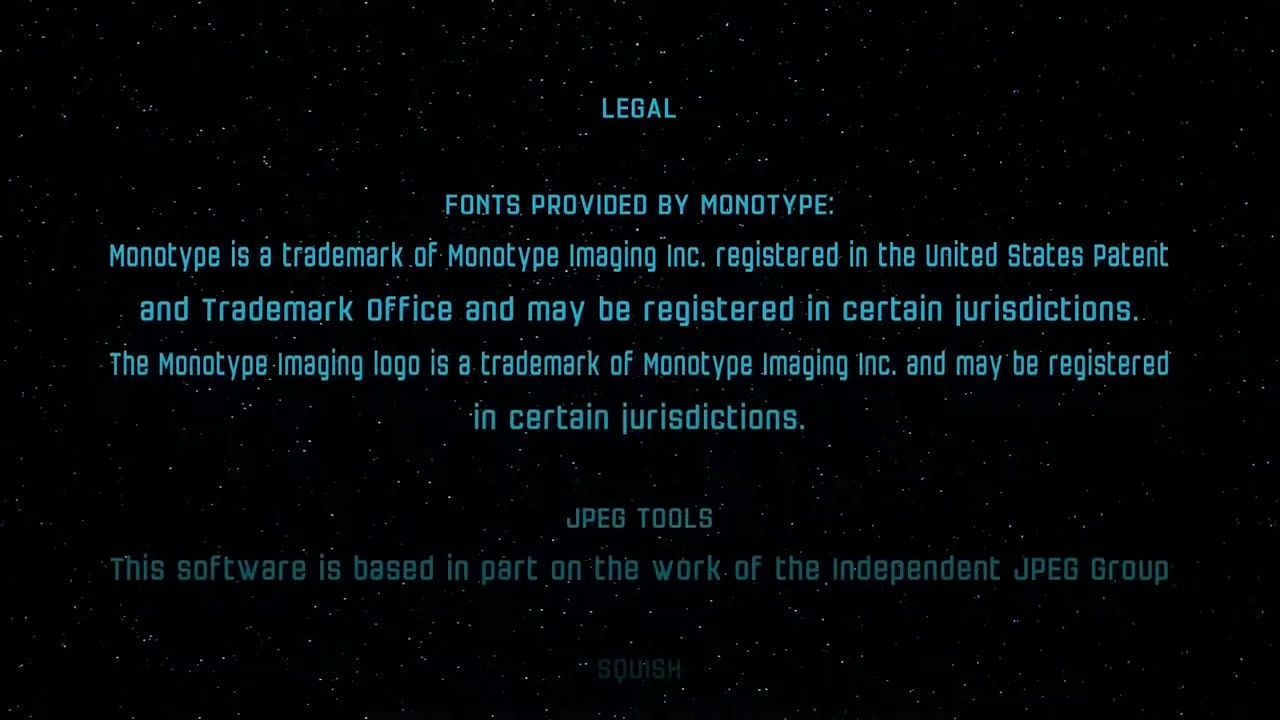 LEGAL
FONTS PROVIDED BY MONOTYPE:
Monotype is a trademark of Monotype Imaging Inc. registered in the United States Patent
and Trademark Office and may be registered in certain jurisdictions.
The Monotype Imaging logo is a trademark of Monotype Imaging Inc. and may be registered
in certain jurisdictions.
JPEG TOOLS
This software is based in part on the work of the Independent JPEG Group
SQUISH